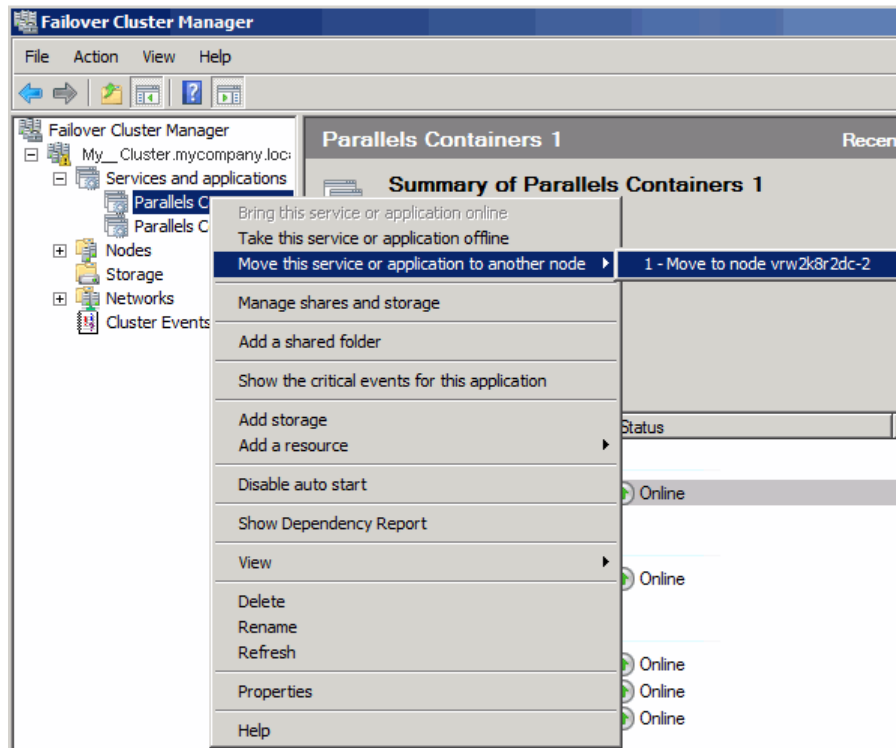 Failover Cluster Manager
File Action View Help
Failover Cluster Manager
My__Cluster.mycompany.loc
Services and applications
Parallels C
Parallels C
Nodes
Storage
Networks
Cluster Events
Parallels Containers 1
Recen
Summary of Parallels Containers 1
Bring this service or application online
Take this service or application offline
Move this service or application to another node
1 - Move to node vrw2k8r2dc-2
Manage shares and storage
Add a shared folder
Show the critical events for this application
Add storage
Add a resource
Disable auto start
Show Dependency Report
View
Delete
Rename
Refresh
Properties
Help
Status
Online
Online
Online
Online
Online